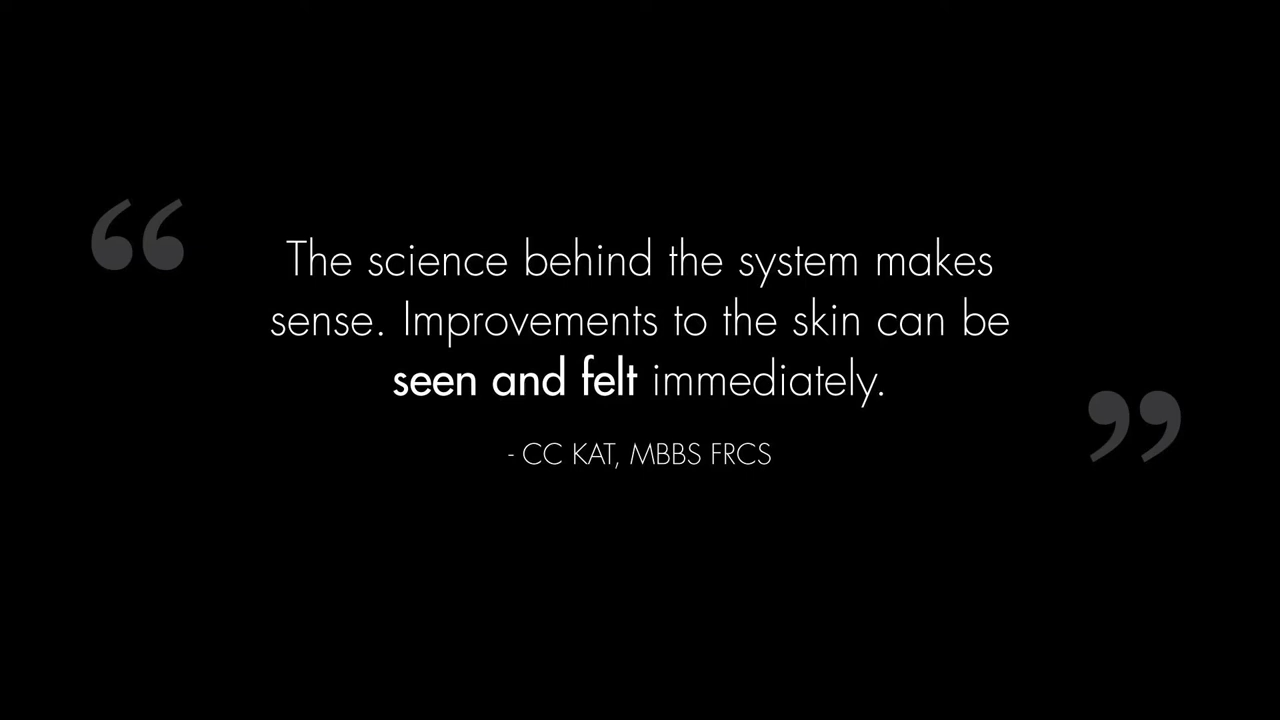 “
The science behind the system makes
sense. Improvements to the skin can be
seen and felt immediately.
”
- CC KAT, MBBS FRCS